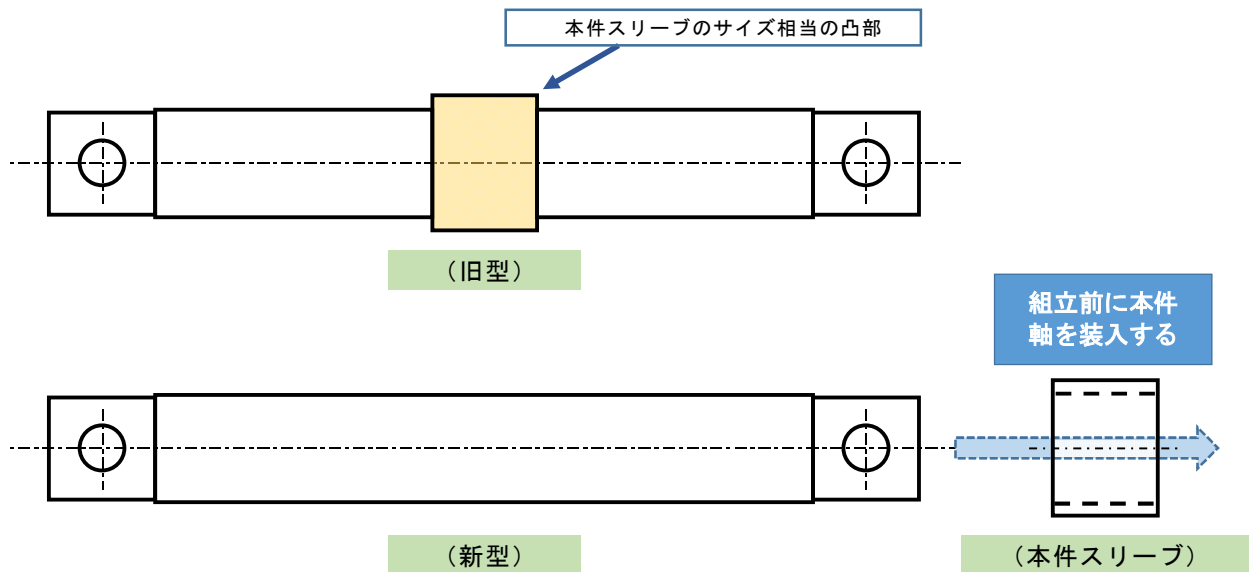 本件スリーブのサイズ相当の凸部
（旧型）
組立前に本件
軸を装入する
（新型）
（本件スリーブ）